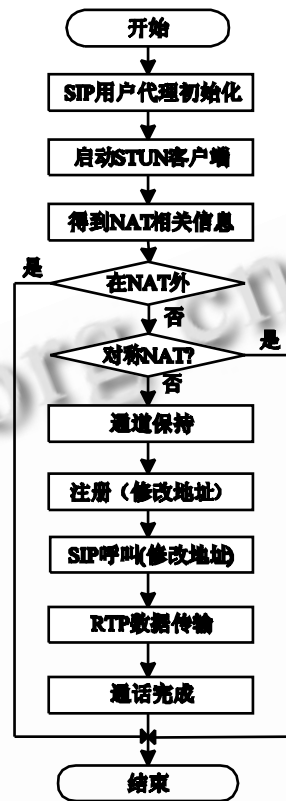 开始
SIP用户代理初始化
启动STUN客户端
得到NAT相关信息
是
在NAT外
否
对称NAT?
是
否
通道保持
注册（修改地址）
SIP呼叫(修改地址)
RTP数据传输
通话完成
结束